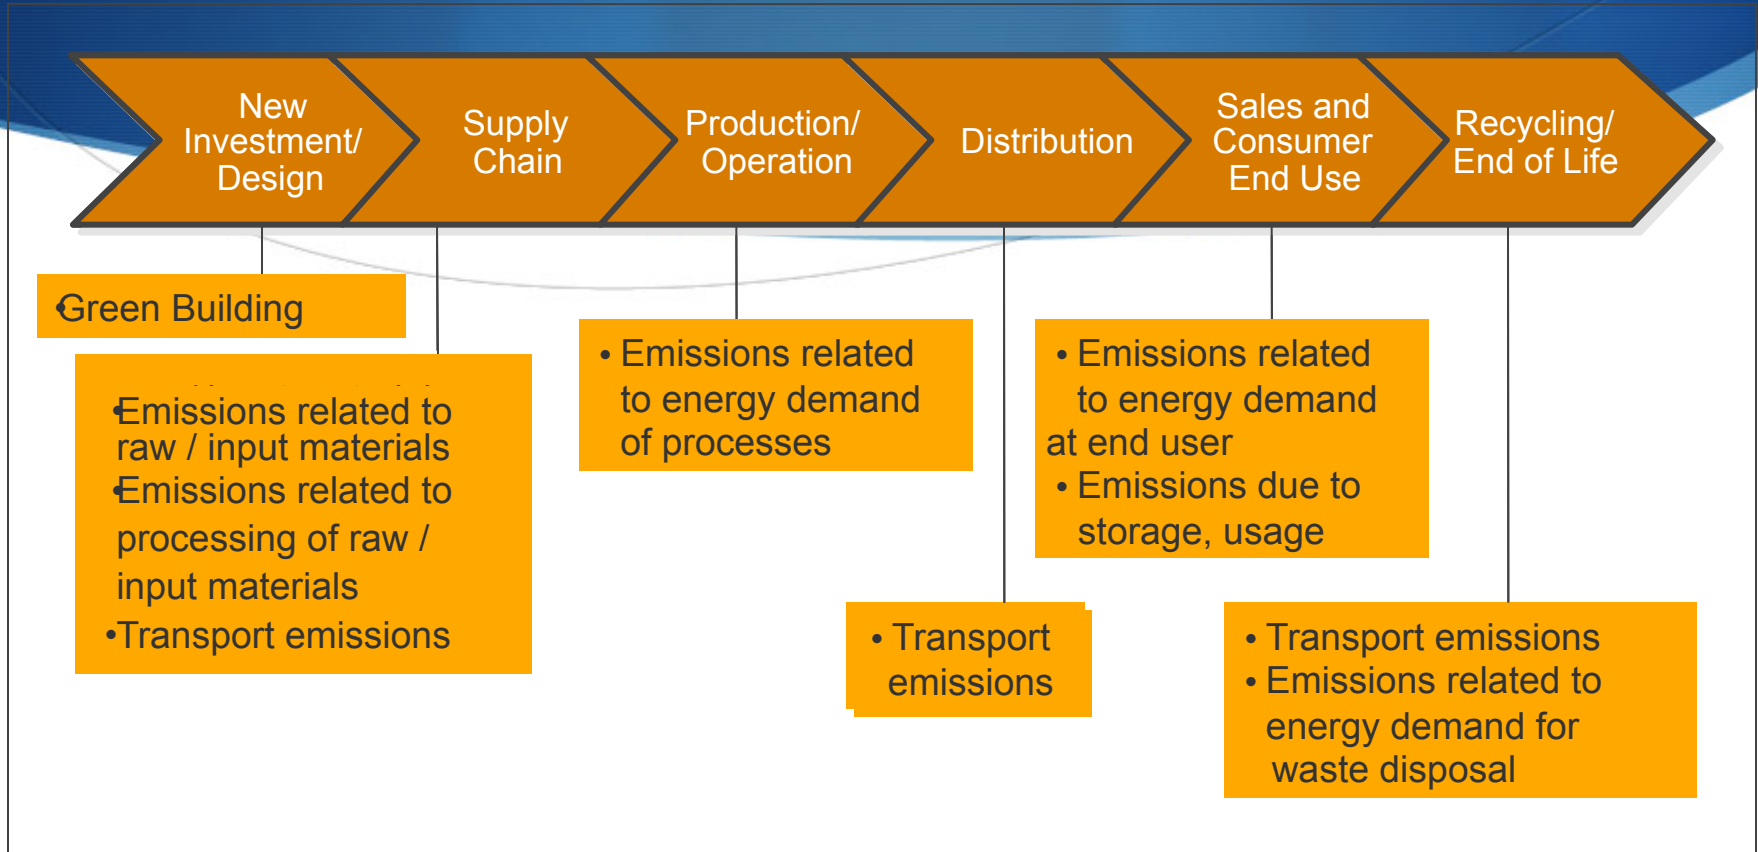 New
Investment/
Design
Supply
Chain
Production/
Operation
Distribution
Sales and
Consumer
End Use
Recycling/
End of Life
•Green Building
•Emissions related to
raw / input materials
•Emissions related to
processing of raw /
input materials
•Transport emissions
• Emissions related
to energy demand
of processes
• Transport
emissions
• Emissions related
to energy demand
at end user
• Emissions due to
storage, usage
• Transport emissions
• Emissions related to
energy demand for
waste disposal